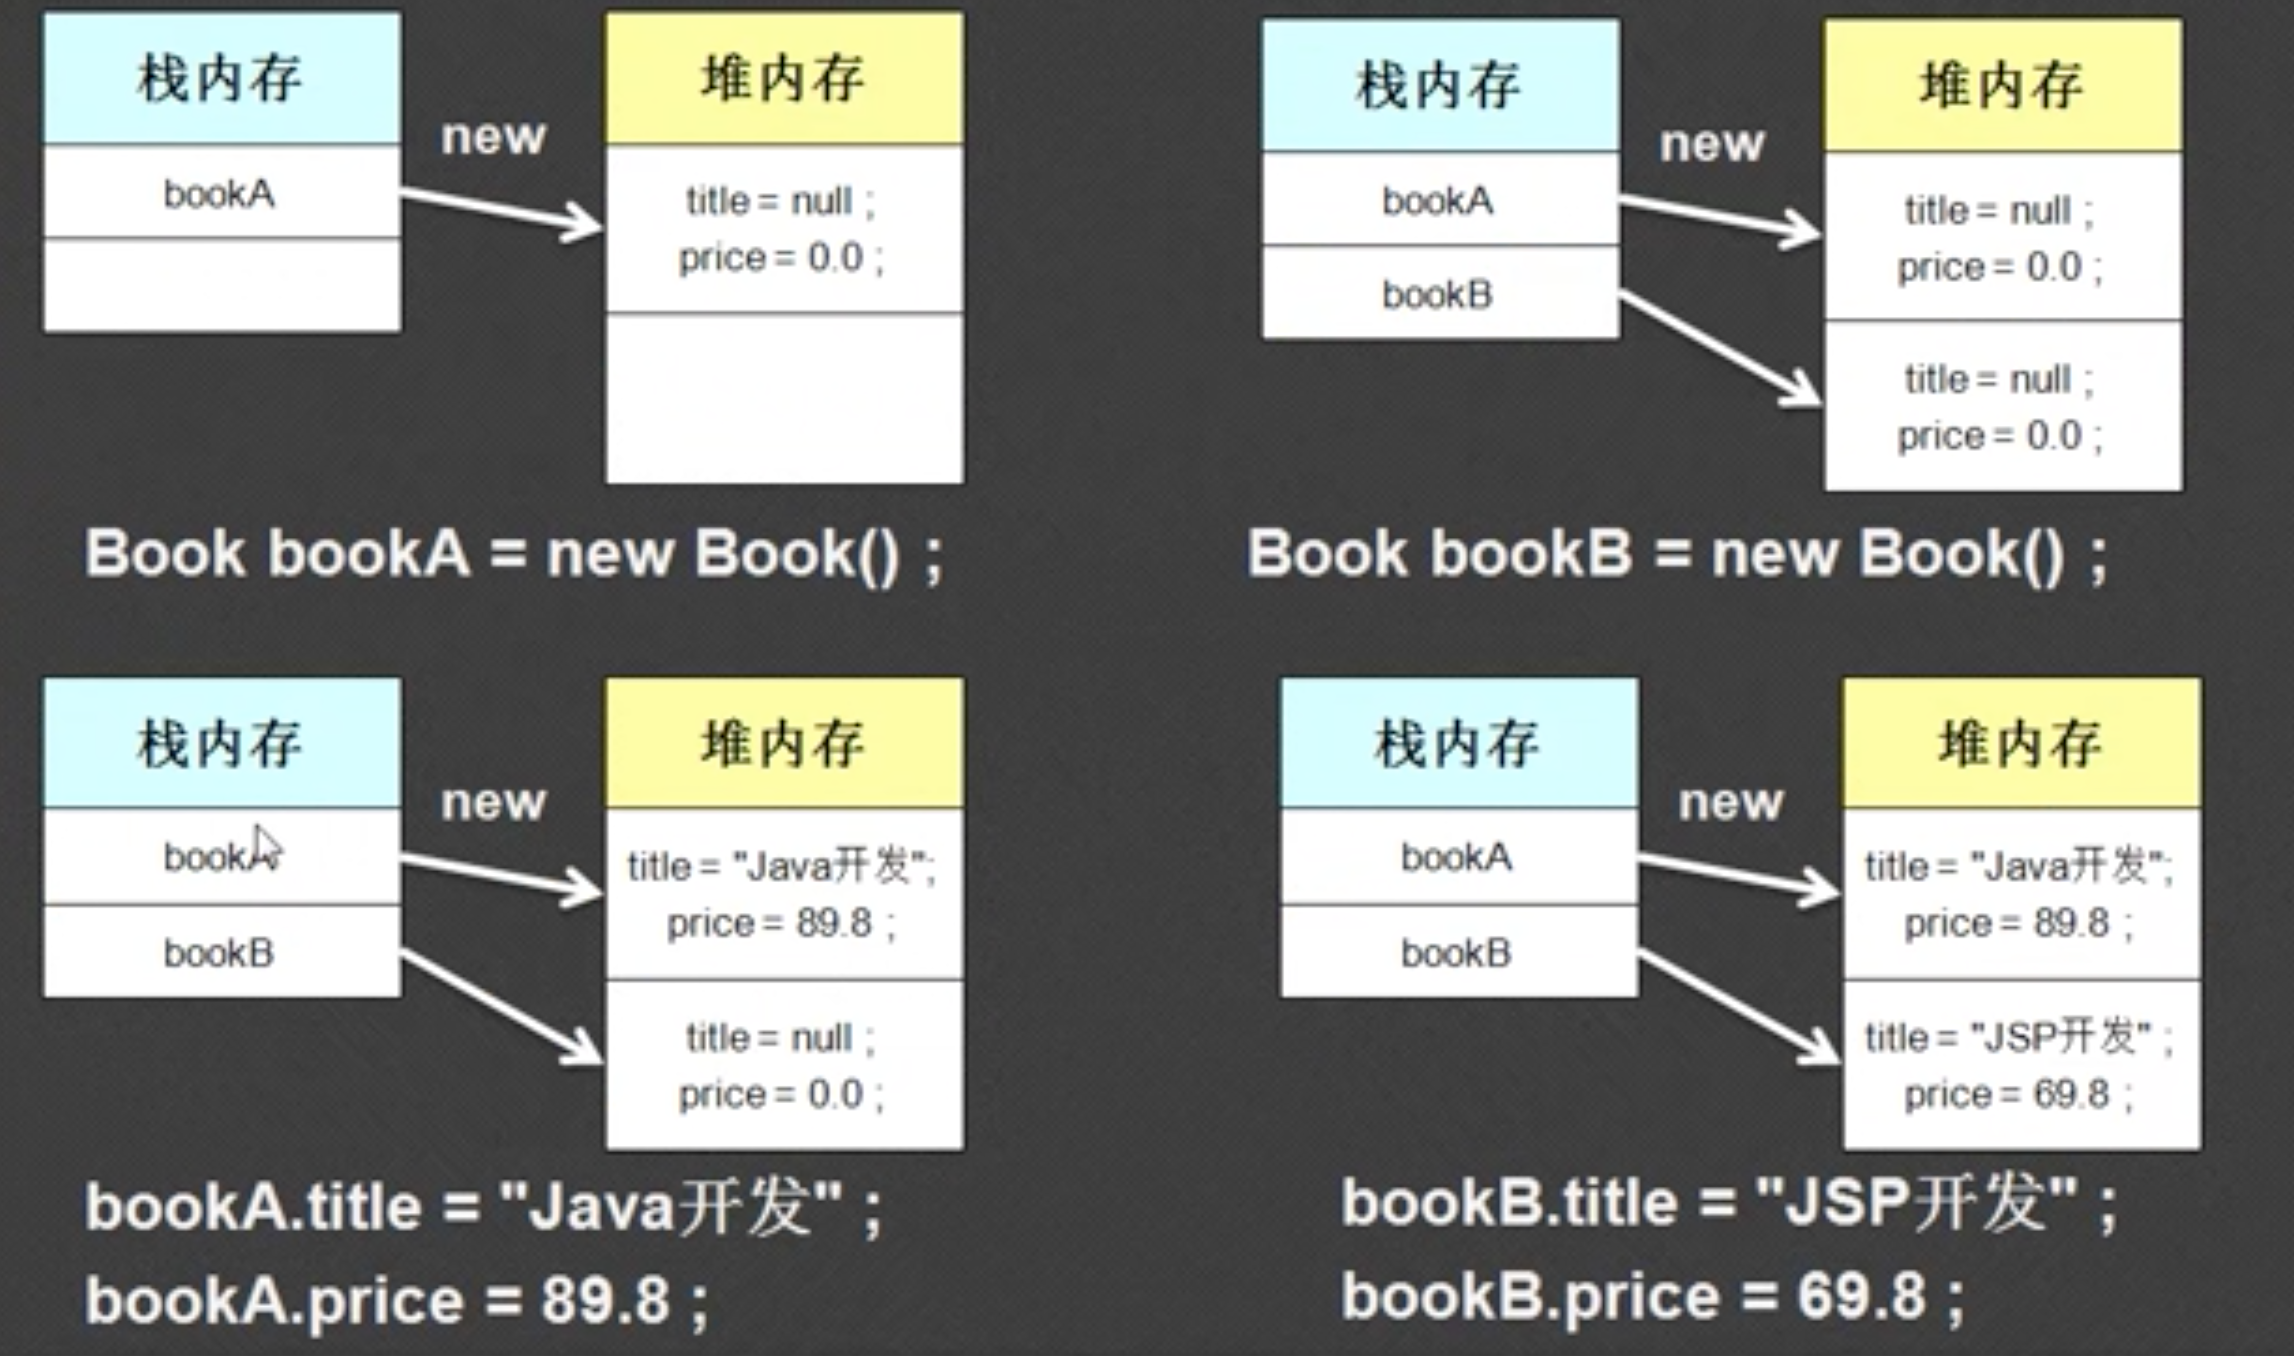 栈内存
堆内存
new
bookA
title = null ;
price = 0.0 ;
Book bookA = new Book() ;
栈内存
堆内存
new
bookA
bookB
title = null ;
price = 0.0 ;
title = null ;
price = 0.0 ;
Book bookB = new Book() ;
栈内存
堆内存
new
bookA
bookB
title = "Java开发";
price = 89.8 ;
title = null ;
price = 0.0 ;
bookA.title = "Java开发" ;
bookA.price = 89.8 ;
栈内存
堆内存
new
bookA
bookB
title = "Java开发";
price = 89.8 ;
title = "JSP开发" ;
price = 69.8 ;
bookB.title = "JSP开发" ;
bookB.price = 69.8 ;